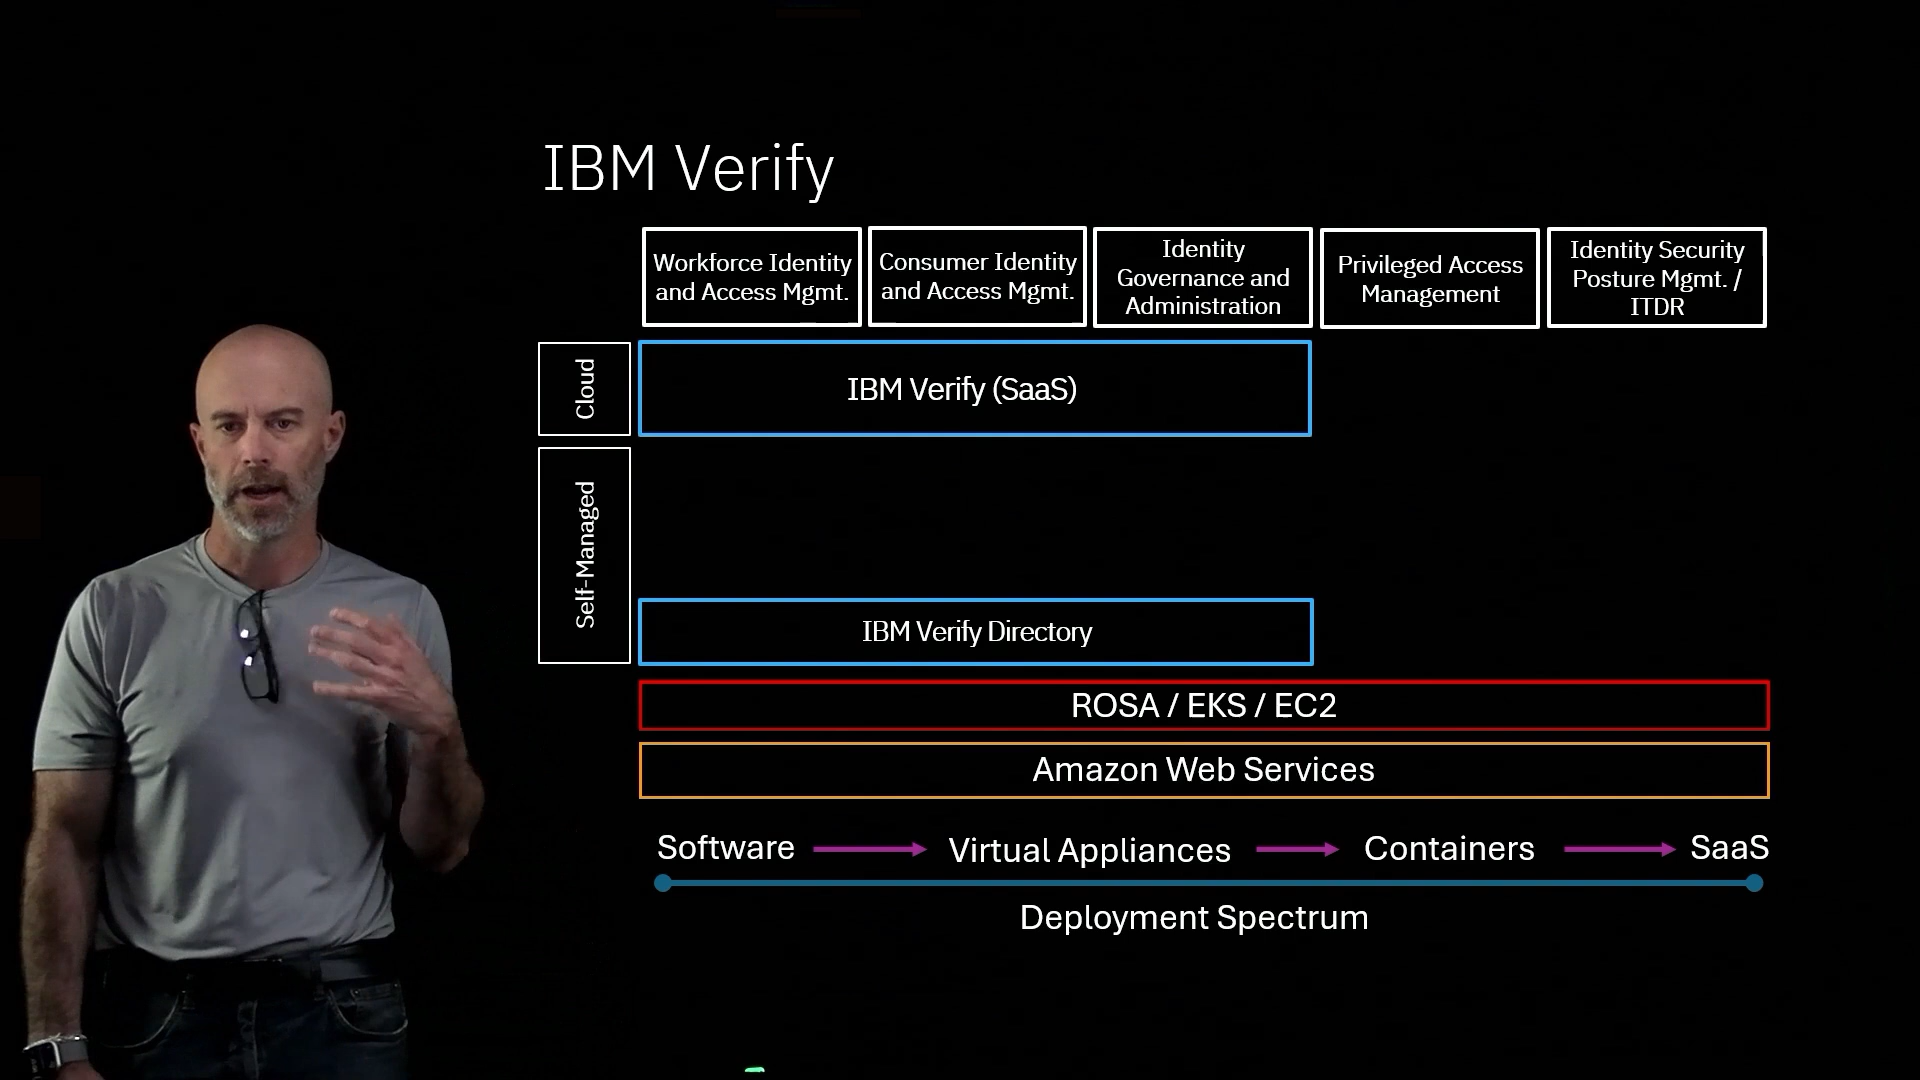 IBM Verify
Workforce Identity
and Access Mgmt.
Consumer Identity
and Access Mgmt.
Identity
Governance and
Administration
Privileged Access
Management
Identity Security
Posture Mgmt. /
ITDR
Cloud
IBM Verify (SaaS)
Self-Managed
IBM Verify Directory
ROSA / EKS / EC2
Amazon Web Services
Software
Virtual Appliances
Containers
SaaS
Deployment Spectrum